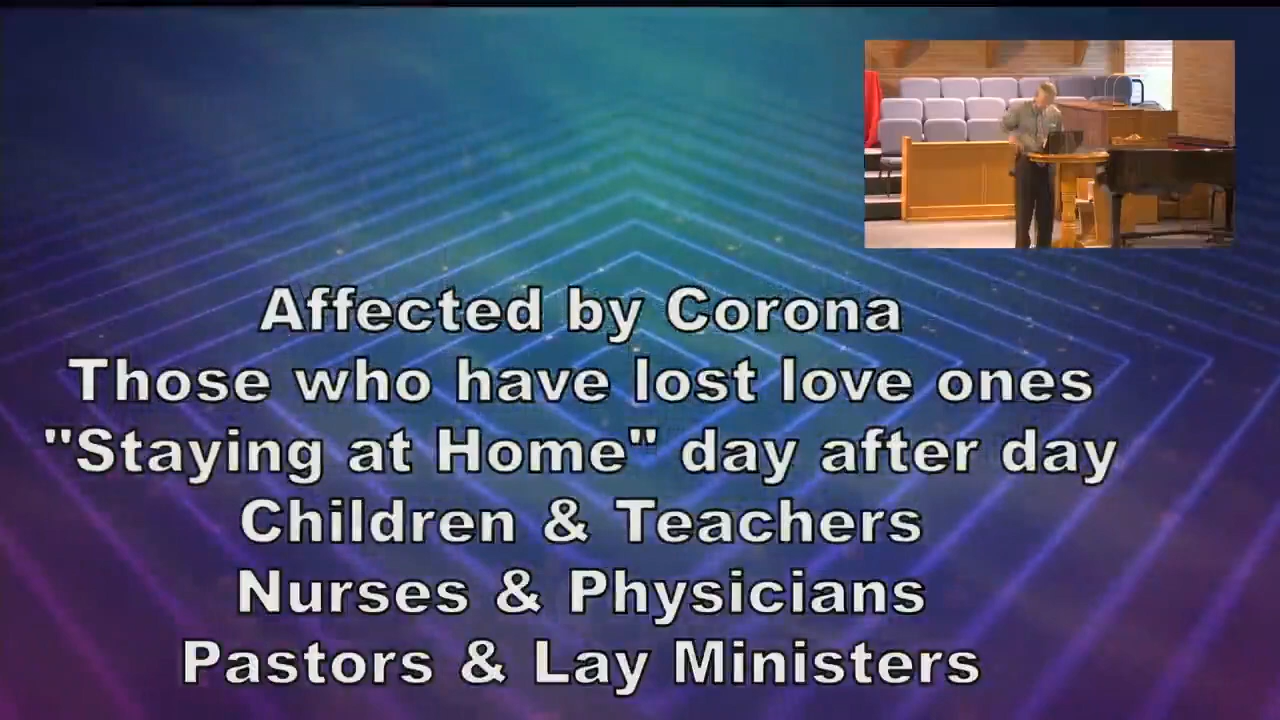 Affected by Corona
Those who have lost love ones
"Staying at Home" day after day
Children & Teachers
Nurses & Physicians
Pastors & Lay Ministers